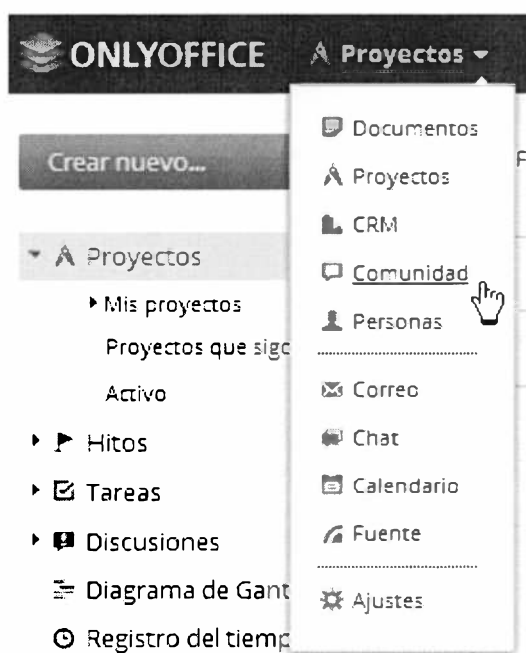 ONLYOFFICE Proyectos
Crear nuevo...
Proyectos
Mis proyectos
Proyectos que sigo
Activo
Hitos
Tareas
Discusiones
Diagrama de Gant
Registro del tiemp
Documentos
Proyectos
CRM
Comunidad
Personas
Correo
Chat
Calendario
Fuente
Ajustes
F